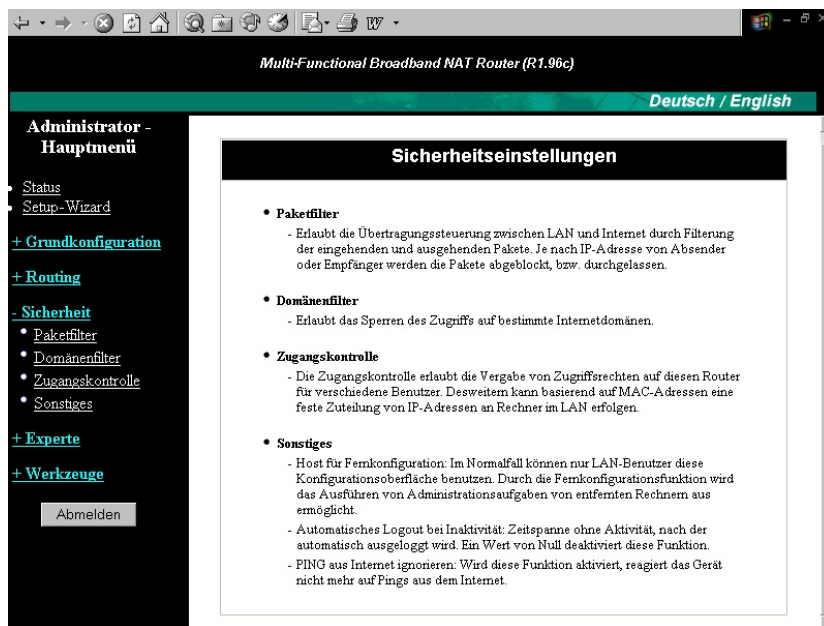 Multi-Functional Broadband NAT Router (R1.96c)
Deutsch / English
Administrator -
Hauptmenü
Status
Setup-Wizard
+ Grundkonfiguration
+ Routing
- Sicherheit
Paketfilter
Domänenfilter
Zugangskontrolle
Sonstiges
+ Experte
+ Werkzeuge
Abmelden
Sicherheitseinstellungen
Paketfilter
- Erlaubt die Übertragungssteuerung zwischen LAN und Internet durch Filterung
der eingehenden und ausgehenden Pakete. Je nach IP-Adresse von Absender
oder Empfänger werden die Pakete abgeblockt, bzw. durchgelassen.
Domänenfilter
- Erlaubt das Sperren des Zugriffs auf bestimmte Internetdomänen.
Zugangskontrolle
- Die Zugangskontrolle erlaubt die Vergabe von Zugriffsrechten auf diesen Router
für verschiedene Benutzer. Desweitern kann basierend auf MAC-Adressen eine
feste Zuteilung von IP-Adressen an Rechner im LAN erfolgen.
Sonstiges
- Host für Fernkonfiguration: Im Normalfall können nur LAN-Benutzer diese
Konfigurationsoberfläche benutzen. Durch die Fernkonfigurationsfunktion wird
das Ausführen von Administrationsaufgaben von entfernten Rechnern aus
ermöglicht.
- Automatisches Logout bei Inaktivität: Zeitspanne ohne Aktivität, nach der
automatisch ausgeloggt wird. Ein Wert von Null deaktiviert diese Funktion.
- PING aus Internet ignorieren: Wird diese Funktion aktiviert, reagiert das Gerät
nicht mehr auf Pings aus dem Internet.